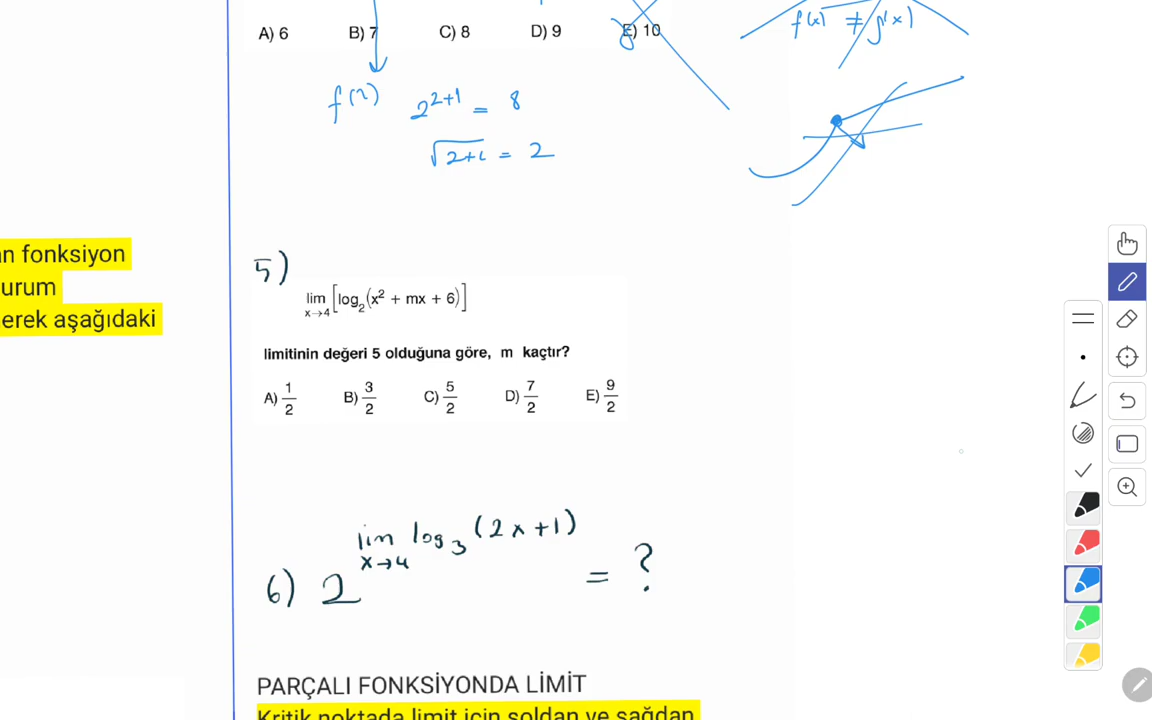 A) 6 B) 7 C) 8 D) 9 E) 10
f(x) ≠ g(x)
f(2) 2^{2+1} = 8
√2+2 = 2
an fonksiyon
urum
erek aşağıdaki
5)
lim x→4 [log₂(x² + mx + 6)]
limitinin değeri 5 olduğuna göre, m kaçtır?
A) 1/2 B) 3/2 C) 5/2 D) 7/2 E) 9/2
6) 2^{lim x→4 log₃ (2x+1)} = ?
PARÇALI FONKSİYONDA LİMİT
Kritik noktada limit için soldan ve sağdan